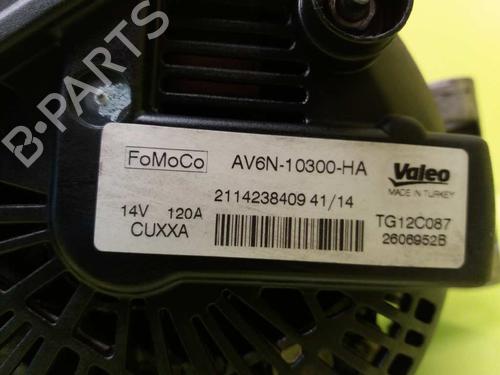 FoMoCo AV6N-10300-HA Valeo
MADE IN TURKEY
2114238409 41/14
14V 120A TG12C087
CUXXA 2606952B
B-PARTS